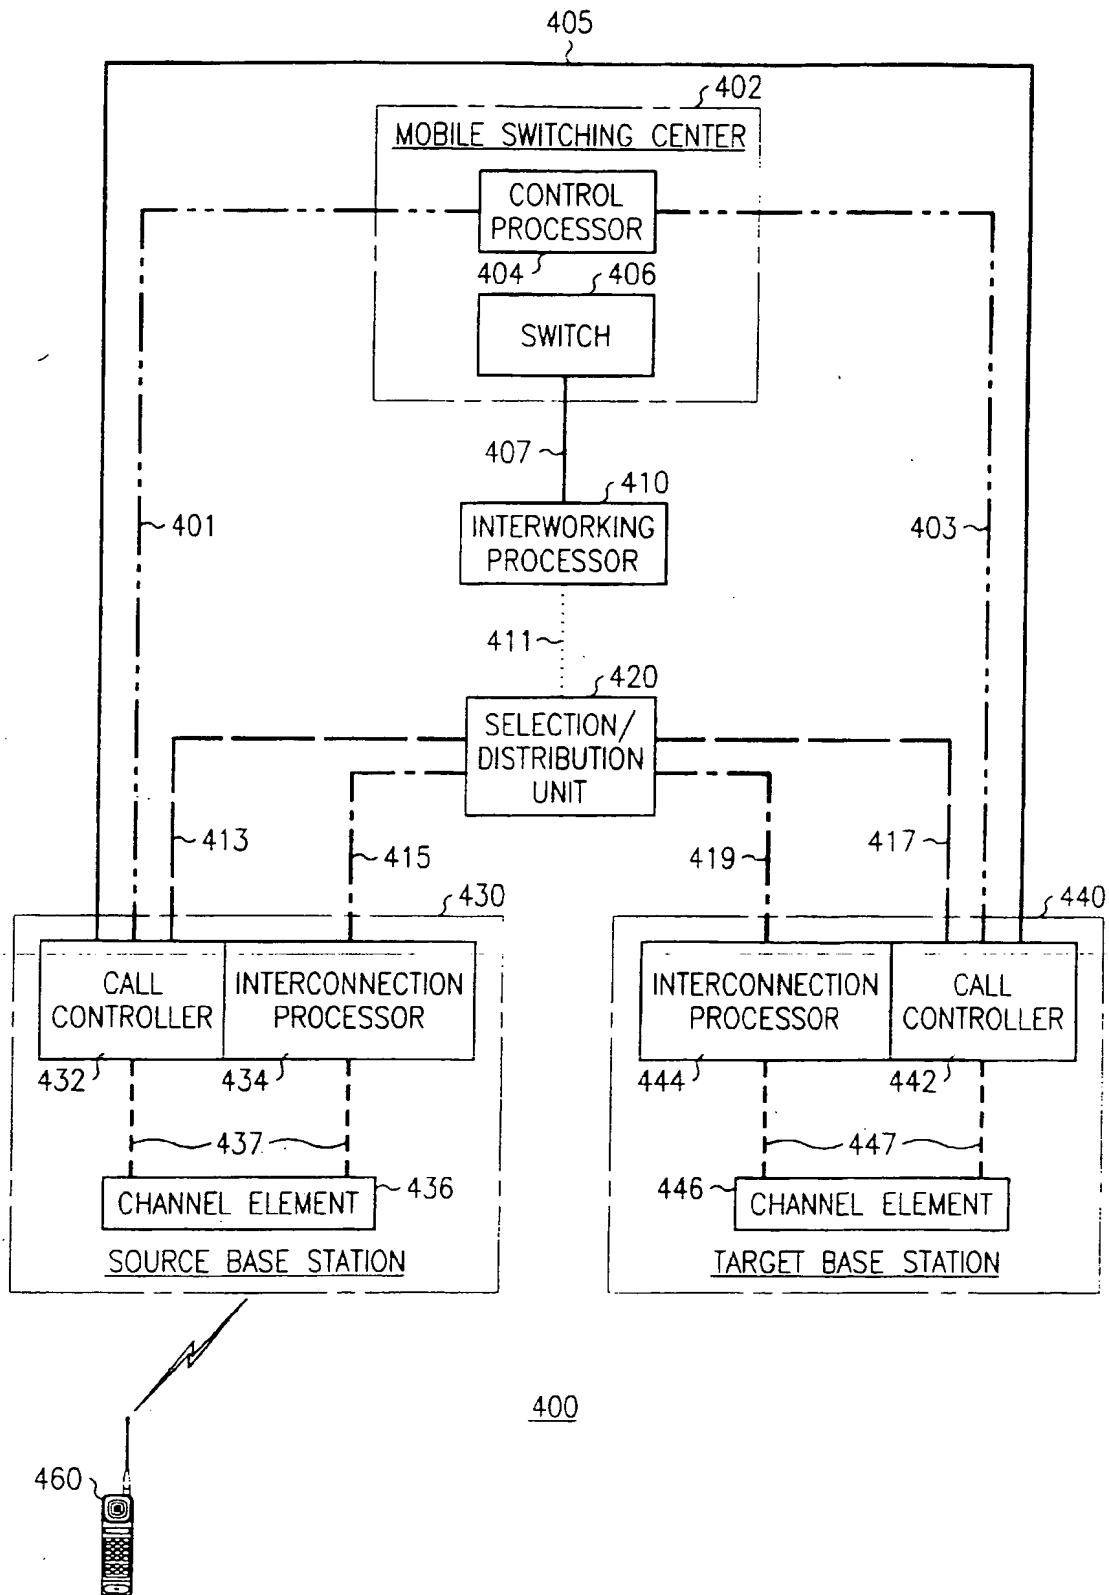 405
402
MOBILE SWITCHING CENTER
CONTROL
PROCESSOR
404
406
SWITCH
407
410
401
INTERWORKING
PROCESSOR
403
411
420
SELECTION/
DISTRIBUTION
UNIT
413
415
419
417
430
440
CALL
CONTROLLER
INTERCONNECTION
PROCESSOR
INTERCONNECTION
PROCESSOR
CALL
CONTROLLER
432
434
444
442
437
447
CHANNEL ELEMENT
436
446
CHANNEL ELEMENT
SOURCE BASE STATION
TARGET BASE STATION
400
460